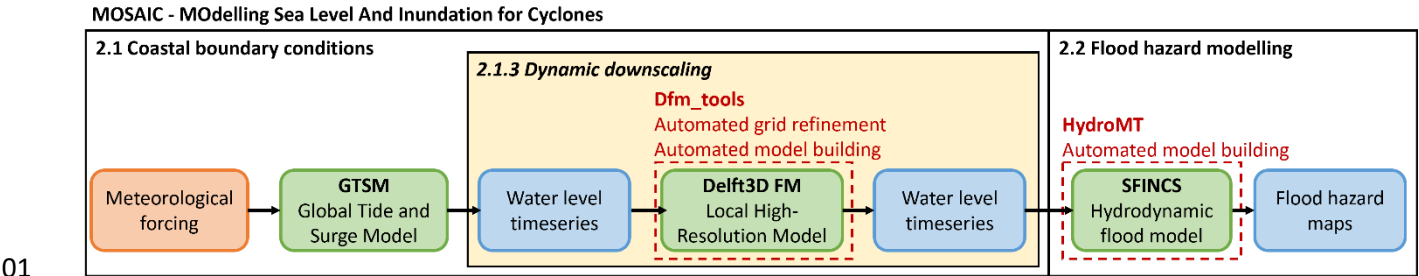 MOSAIC - MOdelling Sea Level And Inundation for Cyclones
2.1 Coastal boundary conditions
2.1.3 Dynamic downscaling
Dfm_tools
Automated grid refinement
Automated model building
2.2 Flood hazard modelling
HydroMT
Automated model building
Meteorological
forcing
GTSM
Global Tide and
Surge Model
Water level
timeseries
Delft3D FM
Local High-
Resolution Model
Water level
timeseries
SFINCS
Hydrodynamic
flood model
Flood hazard
maps
01